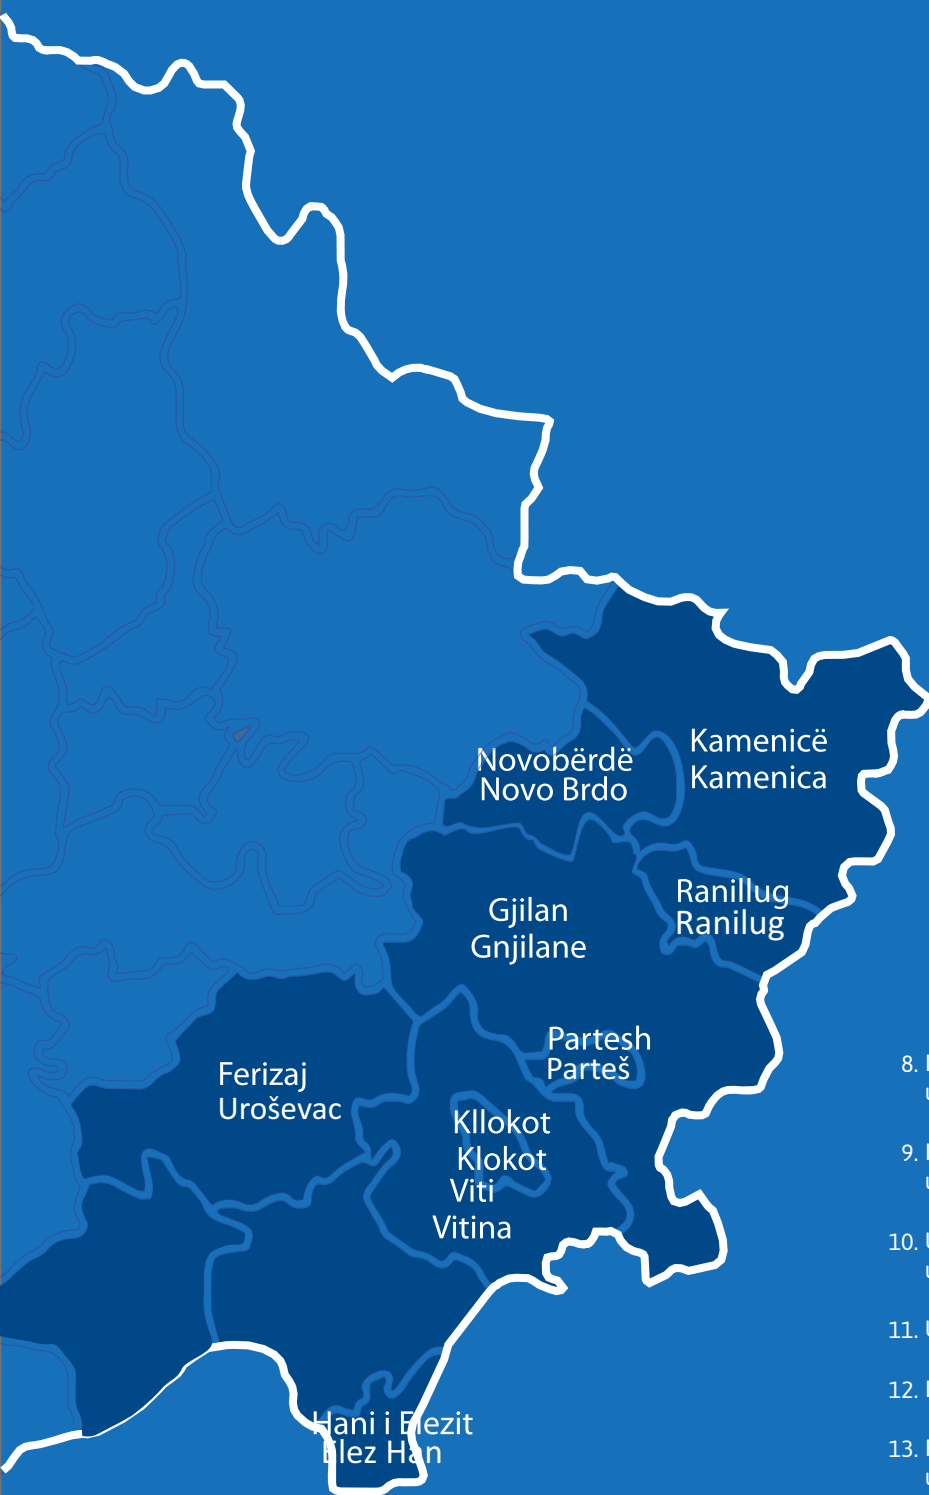 Kamenicë
Kamenica
Novobërdë
Novo Brdo
Ranillug
Ranilug
Gjilan
Gnjilane
Partesh
Parteš
Ferizaj
Uroševac
Kllokot
Klokot
Viti
Vitina
Hani i Elezit
Elez Han
8.
9.
10.
11.
12.
13.